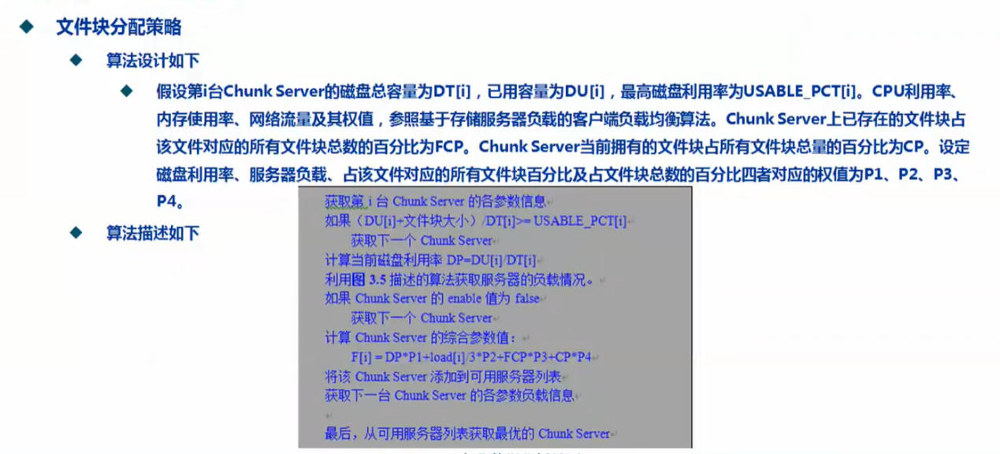 文件块分配策略
算法设计如下
假设第i台Chunk Server的磁盘总容量为DT[i]，已用容量为DU[i]，最高磁盘利用率为USABLE_PCT[i]。CPU利用率、
内存使用率、网络流量及其权值，参照基于存储服务器负载的客户端负载均衡算法。Chunk Server上已存在的文件块占
该文件对应的所有文件块总数的百分比为FCP。Chunk Server当前拥有的文件块占所有文件块总量的百分比为CP。设定
磁盘利用率、服务器负载、占该文件对应的所有文件块百分比及占文件块总数的百分比四者对应的权值为P1、P2、P3、
P4。
算法描述如下
获取第 i 台 Chunk Server 的各参数信息
如果（DU[i]+文件块大小）/DT[i]>= USABLE_PCT[i]
获取下一个 Chunk Server
计算当前磁盘利用率 DP=DU[i]/DT[i]
利用图 3.5 描述的算法获取服务器的负载情况。
如果 Chunk Server 的 enable 值为 false
获取下一个 Chunk Server
计算 Chunk Server 的综合参数值：
F[i] = DP*P1+load[i]/3*P2+FCP*P3+CP*P4
将该 Chunk Server 添加到可用服务器列表
获取下一台 Chunk Server 的各参数负载信息
最后，从可用服务器列表获取最优的 Chunk Server